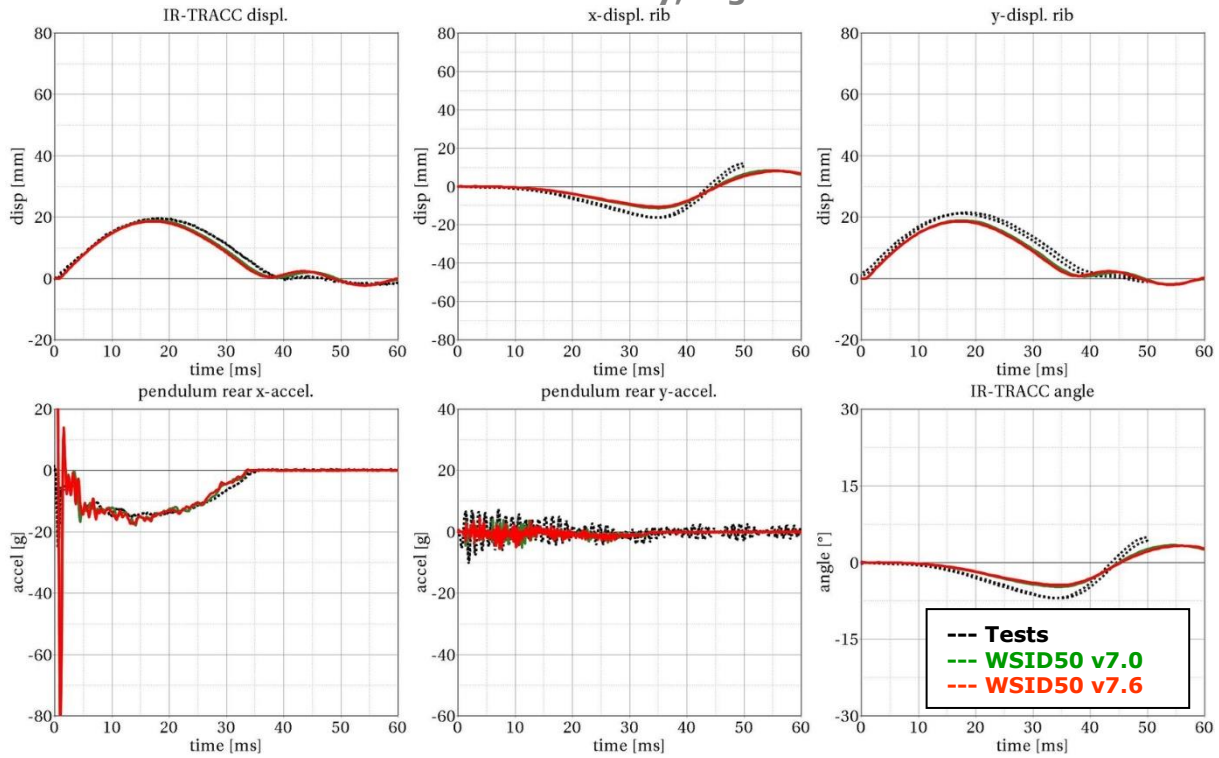 IR-TRACC displ.
x-displ. rib
y-displ. rib
80
60
40
20
0
-20
disp [mm]
0 10 20 30 40 50 60
time [ms]
80
60
40
20
0
-20
-40
-60
-80
disp [mm]
0 10 20 30 40 50 60
time [ms]
80
60
40
20
0
-20
disp [mm]
0 10 20 30 40 50 60
time [ms]
pendulum rear x-accel.
pendulum rear y-accel.
IR-TRACC angle
20
0
-20
-40
-60
-80
accel [g]
0 10 20 30 40 50 60
time [ms]
40
20
0
-20
-40
-60
accel [g]
0 10 20 30 40 50 60
time [ms]
30
15
0
-15
-30
angle [°]
0 10 20 30 40 50 60
time [ms]
--- Tests
--- WSID50 v7.0
--- WSID50 v7.6